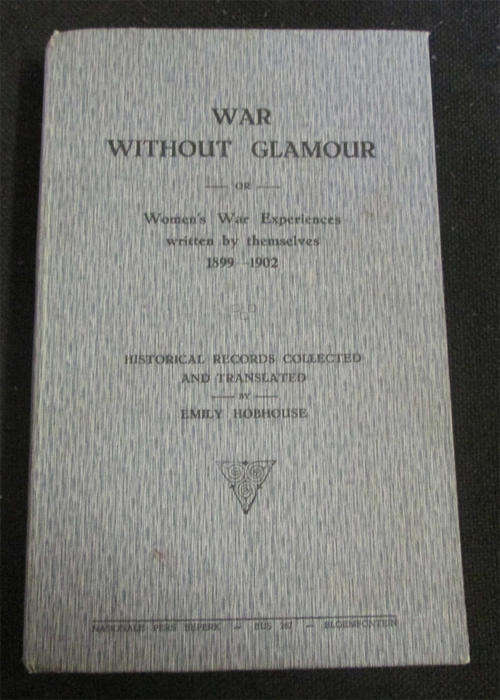 WAR
WITHOUT GLAMOUR
OR
Women's War Experiences
written by themselves
1899—1902
HISTORICAL RECORDS COLLECTED
AND TRANSLATED
BY
EMILY HOBHOUSE
NASIONALE PERS BEPERK — BUS — BLOEMFONTEIN